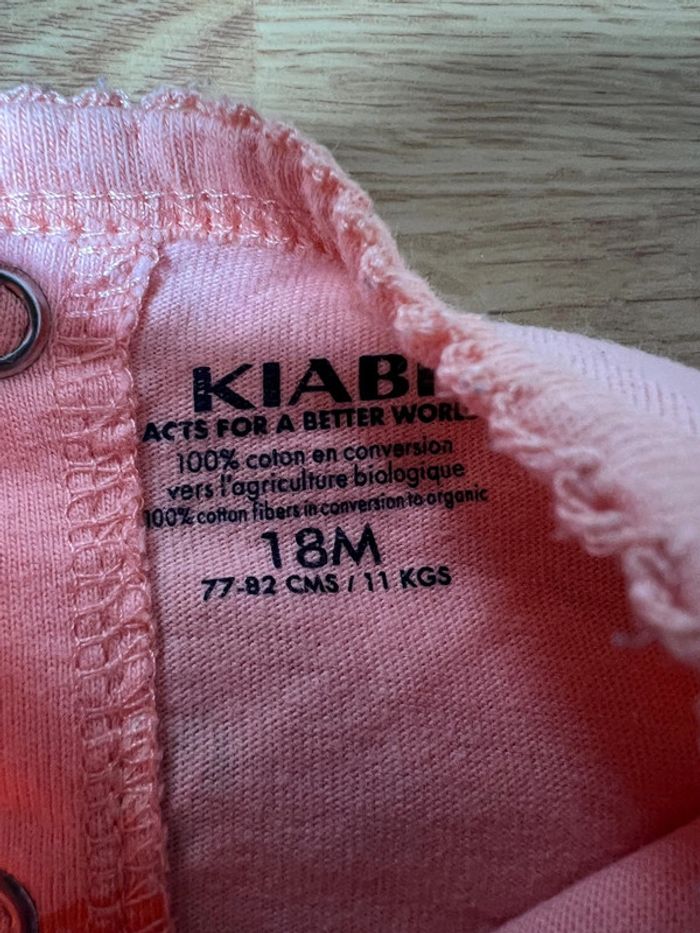 KIABI
ACTS FOR A BETTER WORLD
100% coton en conversion
vers l'agriculture biologique
100% cotton fibers in conversion to organic
18M
77-82 CMS / 11 KGS